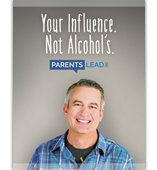 Your Influence.
Not Alcohol's.
PARENTS LEAD